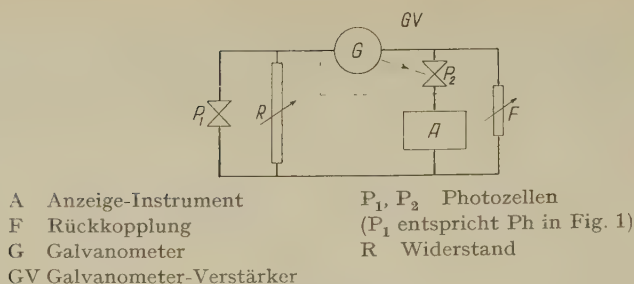 GV
G
P₁
R
P₂
A
F
A Anzeige-Instrument
F Rückkopplung
G Galvanometer
GV Galvanometer-Verstärker
P₁, P₂ Photozellen
(P₁ entspricht Ph in Fig. 1)
R Widerstand